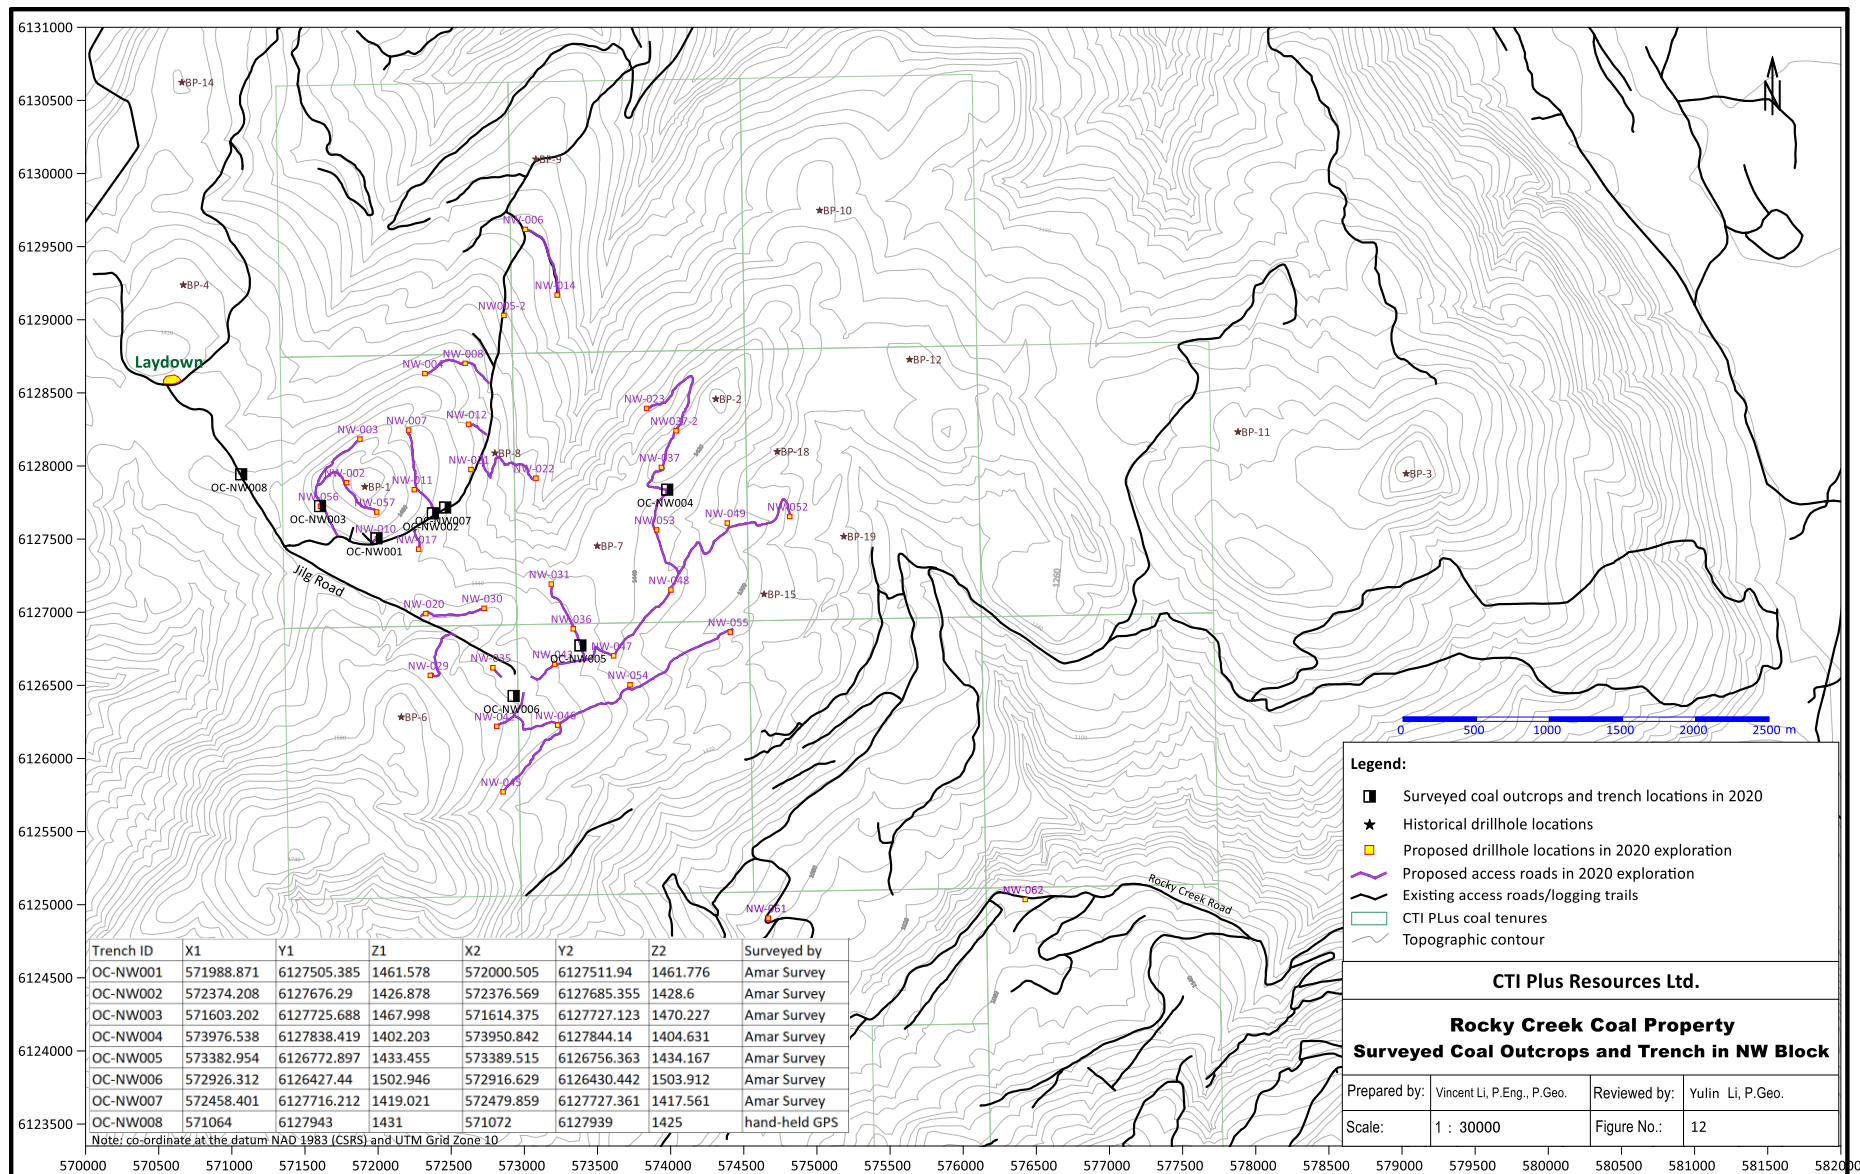 6131000
6130500
6130000
6129500
6129000
6128500
6128000
6127500
6127000
6126500
6126000
6125500
6125000
6124500
6124000
6123500
BP-14
BP-9
BP-10
NW-006
BP-4
NW-014
NW005-2
Laydown
NW-004
NW-008
BP-12
NW-023
BP-2
NW-007
NW-012
NW037-2
NW-003
BP-11
BP-8
BP-18
NW-037
NW-022
BP-3
NW-002
BP-1
NW-011
OC-NW008
NW-056
NW-057
OC-NW004
OC-NW003
OC-NW007
OC-NW002
NW-053
NW-049
NW-052
NW-010
NW-017
OC-NW001
BP-7
BP-19
Jilg Road
NW-031
NW-048
BP-15
1260
NW-020
NW-030
NW-036
NW-055
NW-047
OC-NW005
NW-029
NW-035
NW-054
OC-NW006
NW-046
BP-6
NW-045
NW-061
NW-062
Rocky Creek Road
N
0 500 1000 1500 2000 2500 m
Legend:
Surveyed coal outcrops and trench locations in 2020
Historical drillhole locations
Proposed drillhole locations in 2020 exploration
Proposed access roads in 2020 exploration
Existing access roads/logging trails
CTI PLus coal tenures
Topographic contour
CTI Plus Resources Ltd.
Rocky Creek Coal Property
Surveyed Coal Outcrops and Trench in NW Block
Prepared by: Vincent Li, P.Eng., P.Geo. Reviewed by: Yulin Li, P.Geo.
Scale: 1 : 30000 Figure No.: 12
Trench ID X1 Y1 Z1 X2 Y2 Z2 Surveyed by
OC-NW001 571988.871 6127505.385 1461.578 572000.505 6127511.94 1461.776 Amar Survey
OC-NW002 572374.208 6127676.29 1426.878 572376.569 6127685.355 1428.6 Amar Survey
OC-NW003 571603.202 6127725.688 1467.998 571614.375 6127727.123 1470.227 Amar Survey
OC-NW004 573976.538 6127838.419 1402.203 573950.842 6127844.14 1404.631 Amar Survey
OC-NW005 573382.954 6126772.897 1433.455 573389.515 6126756.363 1434.167 Amar Survey
OC-NW006 572926.312 6126427.44 1502.946 572916.629 6126430.442 1503.912 Amar Survey
OC-NW007 572458.401 6127716.212 1419.021 572479.859 6127727.361 1417.561 Amar Survey
OC-NW008 571064 6127943 1431 571072 6127939 1425 hand-held GPS
Note: co-ordinate at the datum NAD 1983 (CSRS) and UTM Grid Zone 10
570000 570500 571000 571500 572000 572500 573000 573500 574000 574500 575000 575500 576000 576500 577000 577500 578000 578500 579000 579500 580000 580500 581000 581500 582000